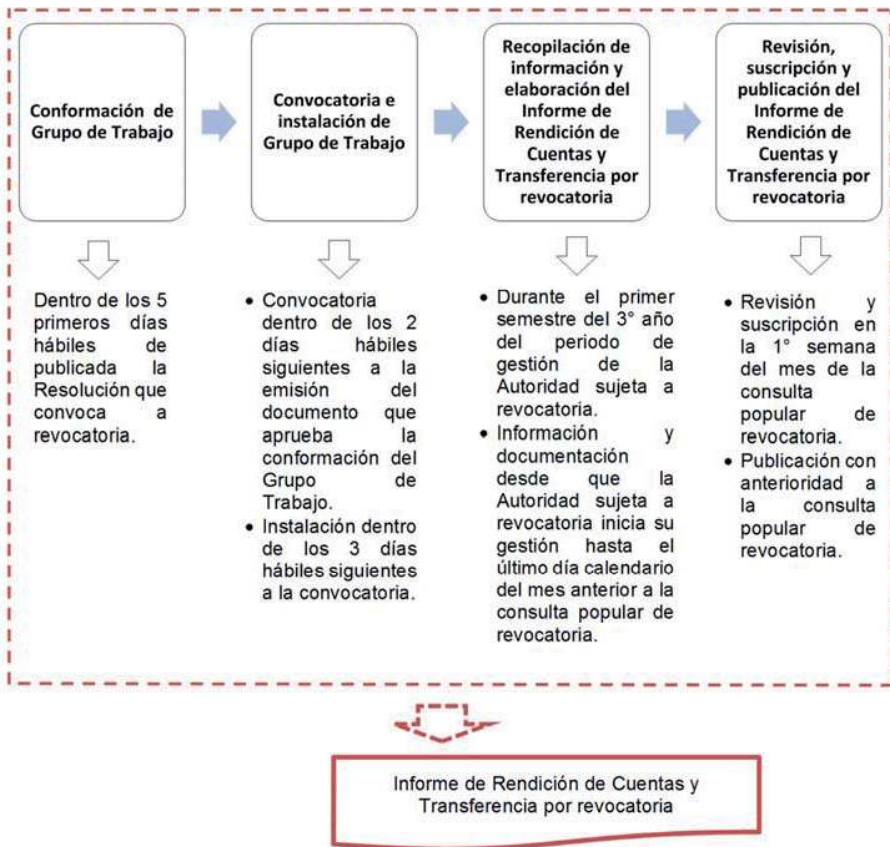 Conformación de
Grupo de Trabajo
Convocatoria e
instalación de
Grupo de Trabajo
Recopilación de
información y
elaboración del
Informe de
Rendición de
Cuentas y
Transferencia por
revocatoria
Revisión,
suscripción y
publicación del
Informe de
Rendición de
Cuentas y
Transferencia por
revocatoria
Dentro de los 5
primeros días
hábiles de
publicada la
Resolución que
convoca a
revocatoria.
• Convocatoria
dentro de los 2
días hábiles
siguientes a la
emisión del
documento que
aprueba la
conformación del
Grupo de
Trabajo.
• Instalación dentro
de los 3 días
hábiles siguientes
a la convocatoria.
• Durante el primer
semestre del 3° año
del periodo de
gestión de la
Autoridad sujeta a
revocatoria.
• Información y
documentación
desde que la
Autoridad sujeta a
revocatoria inicia su
gestión hasta el
último día calendario
del mes anterior a la
consulta popular de
revocatoria.
• Revisión y
suscripción en
la 1° semana
del mes de la
consulta
popular de
revocatoria.
• Publicación con
anterioridad a
la consulta
popular de
revocatoria.
Informe de Rendición de Cuentas y
Transferencia por revocatoria